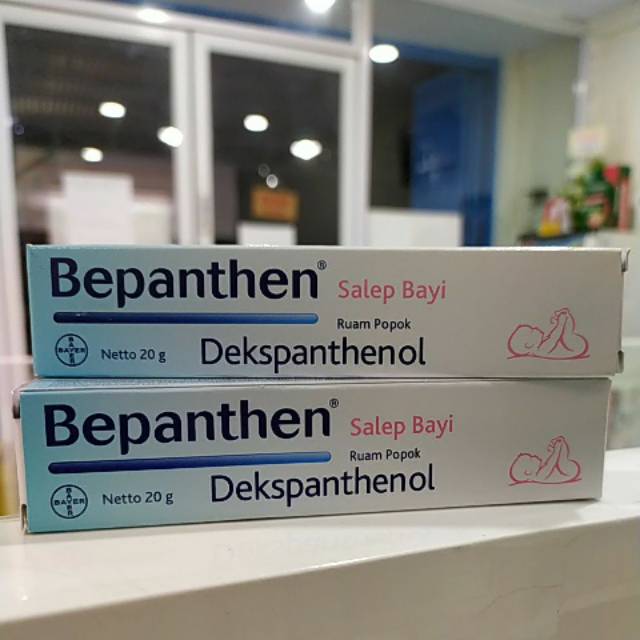 Bepanthen®
Salep Bayi
Ruam Popok
BAYER
Netto 20 g
Dekspanthenol
Bepanthen®
Salep Bayi
Ruam Popok
BAYER
Netto 20 g
Dekspanthenol